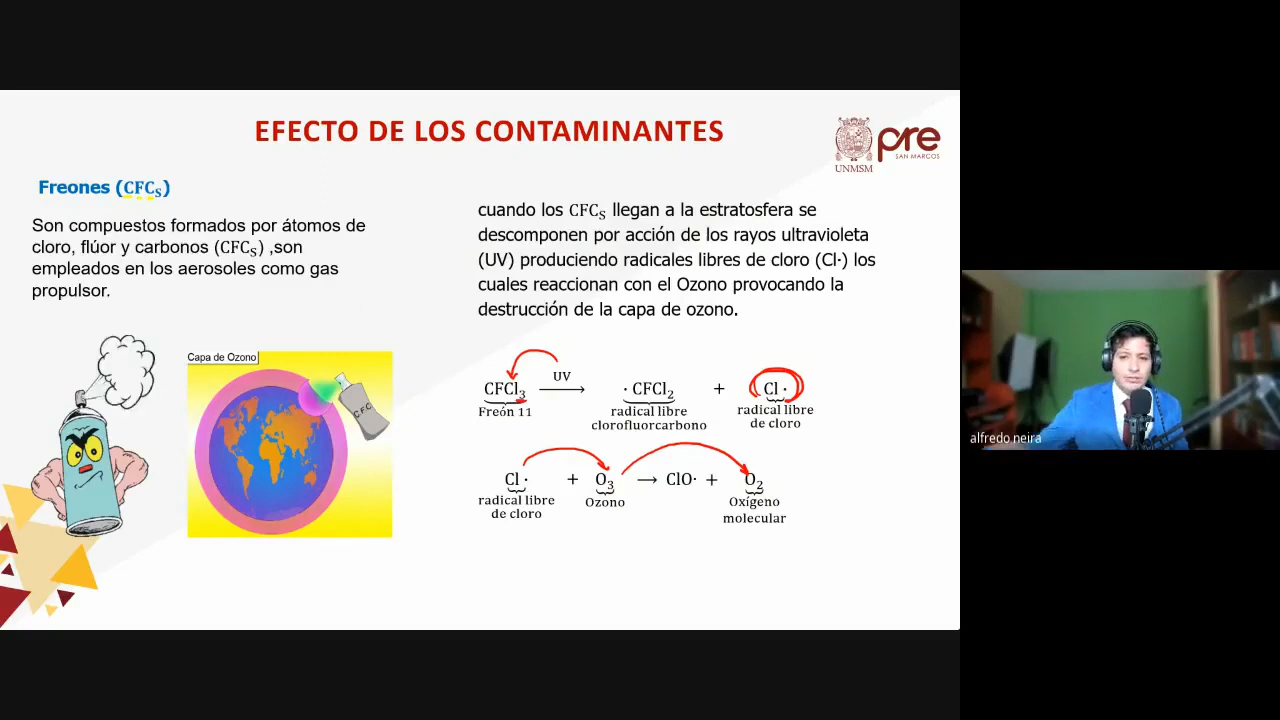 EFECTO DE LOS CONTAMINANTES
UNMSM
pre
SAN MARCOS
Freones (CFCs)
Son compuestos formados por átomos de
cloro, flúor y carbonos (CFCs) ,son
empleados en los aerosoles como gas
propulsor.
Capa de Ozono
CFC
cuando los CFCs llegan a la estratosfera se
descomponen por acción de los rayos ultravioleta
(UV) produciendo radicales libres de cloro (Cl·) los
cuales reaccionan con el Ozono provocando la
destrucción de la capa de ozono.
CFCl₃ UV ⟶ · CFCl₂ + Cl ·
Freón 11 radical libre clorofluorcarbono radical libre de cloro
Cl · + O₃ ⟶ ClO· + O₂
radical libre de cloro Ozono Oxígeno molecular
alfredo neira